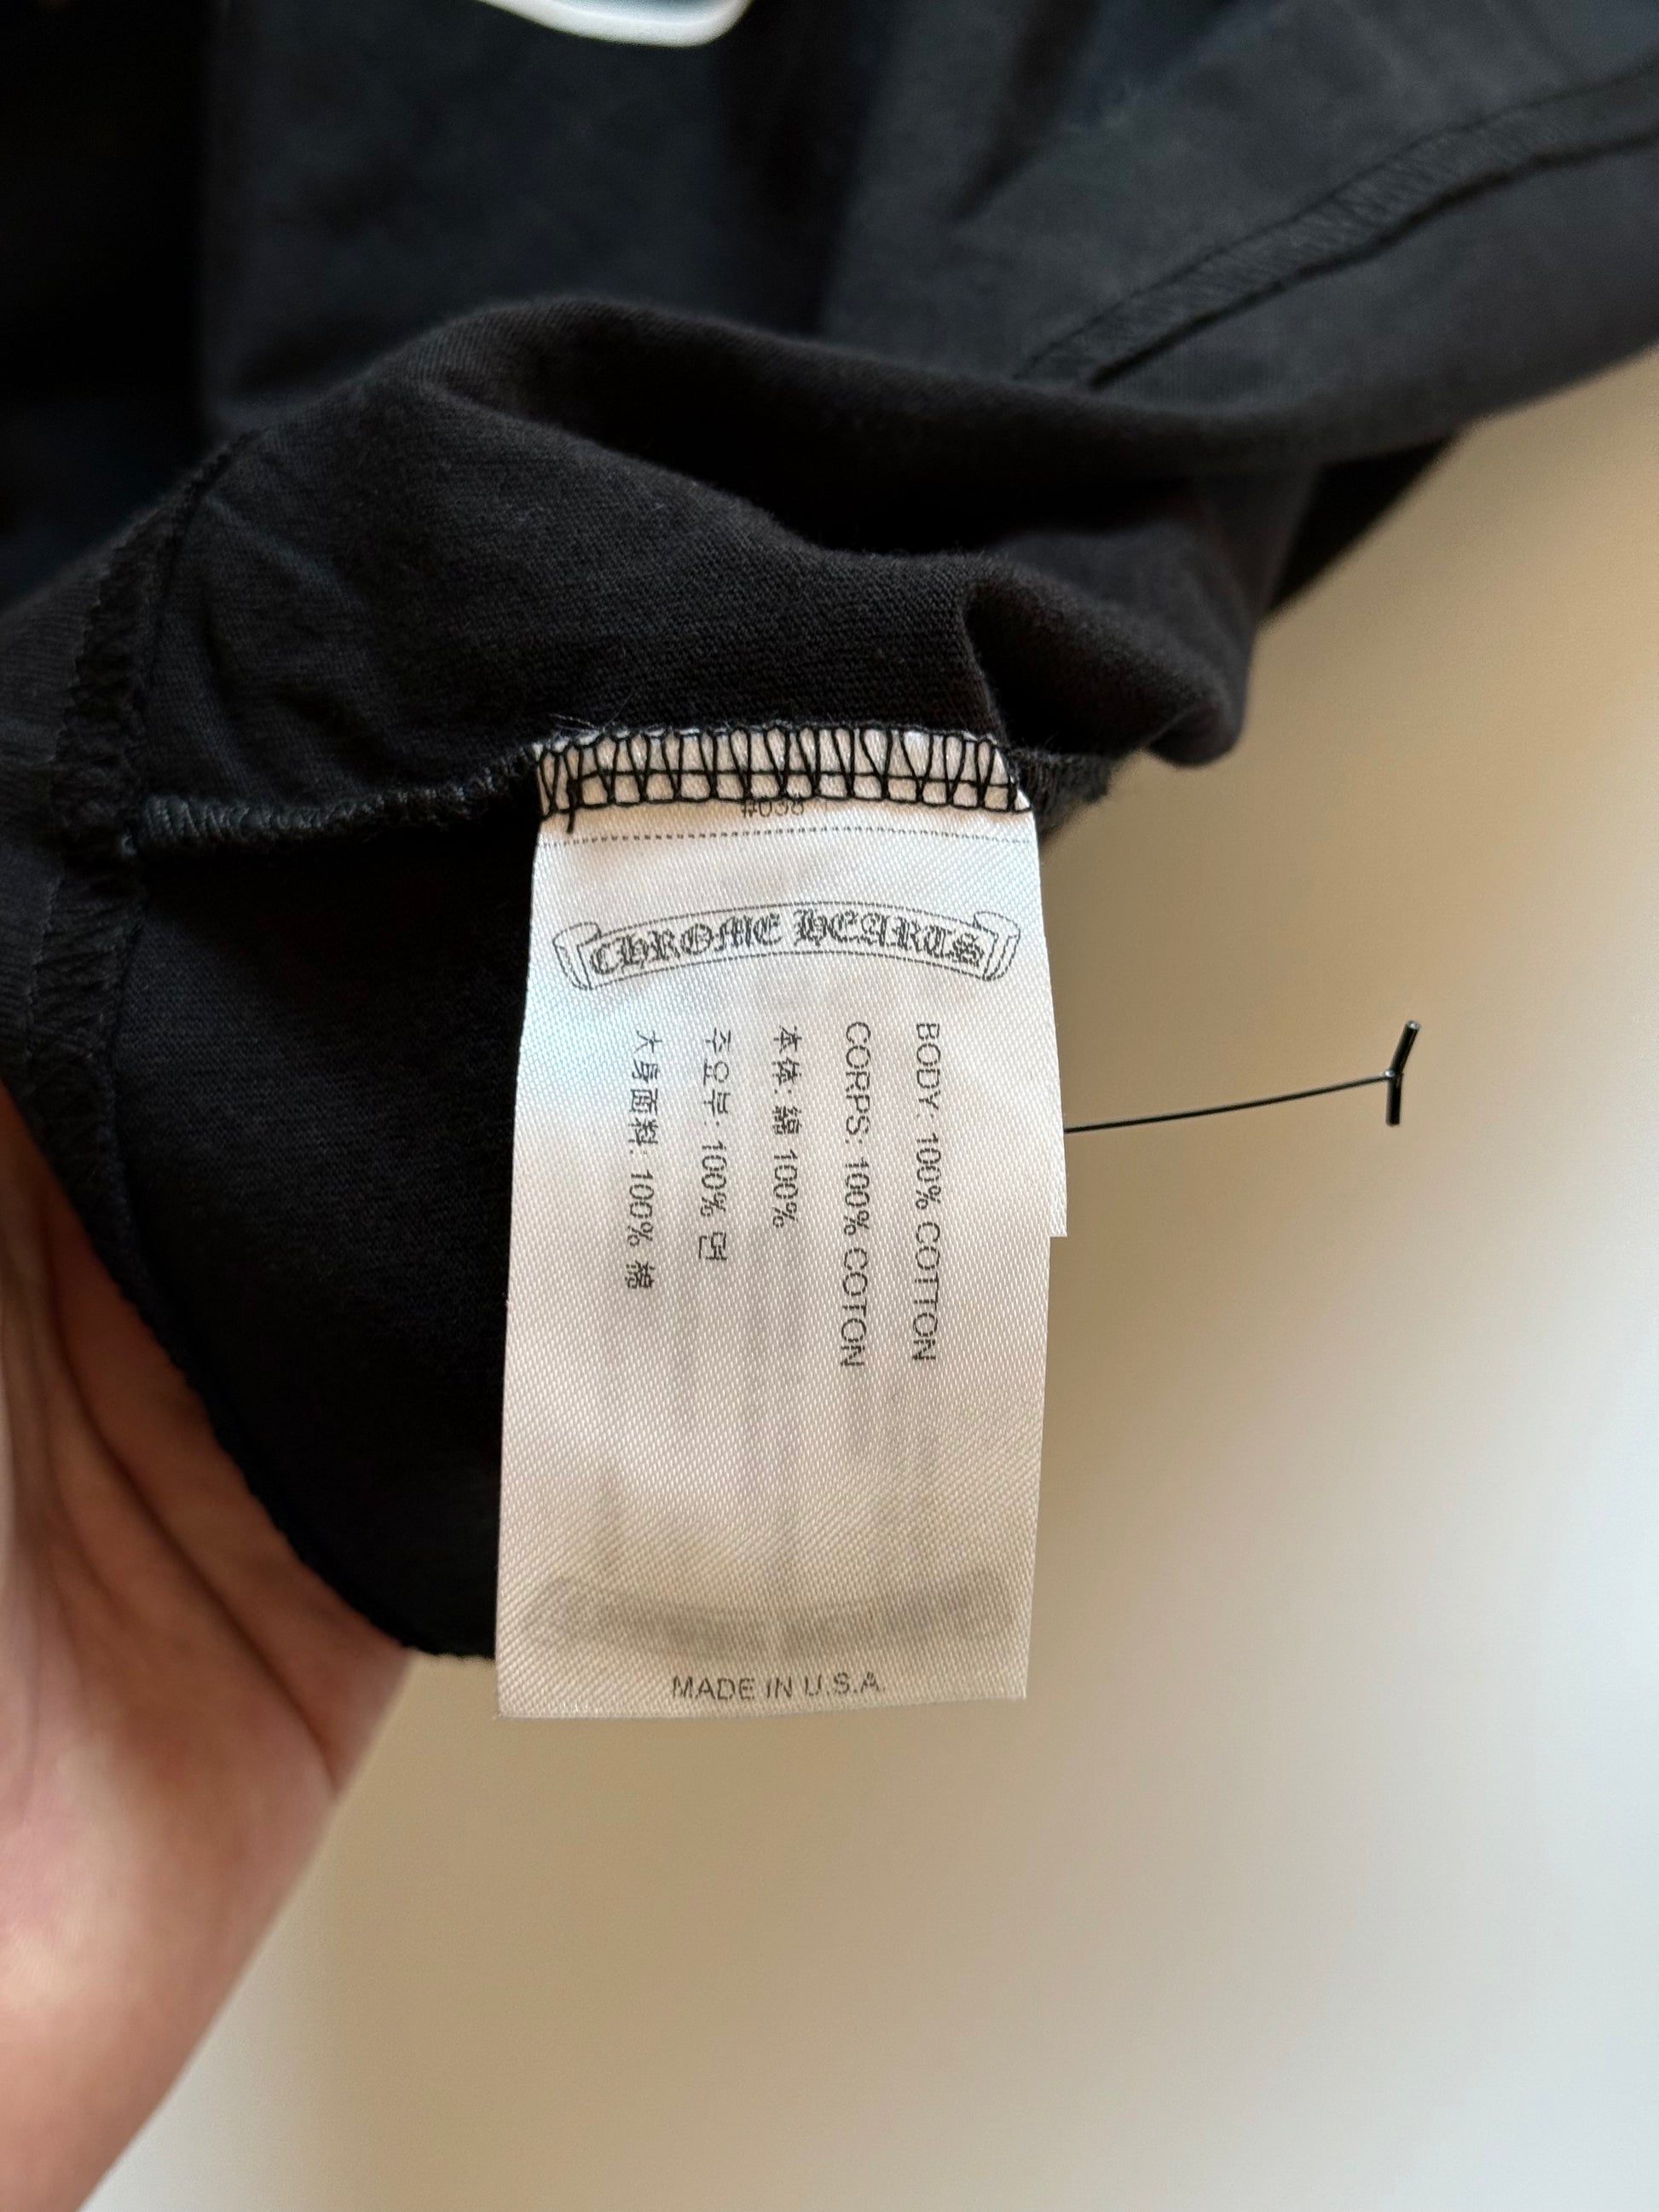 #038
CHROME HEARTS
BODY: 100% COTTON
CORPS: 100% COTON
本体: 綿 100%
주요부: 100% 면
大身面料: 100% 棉
MADE IN U.S.A.